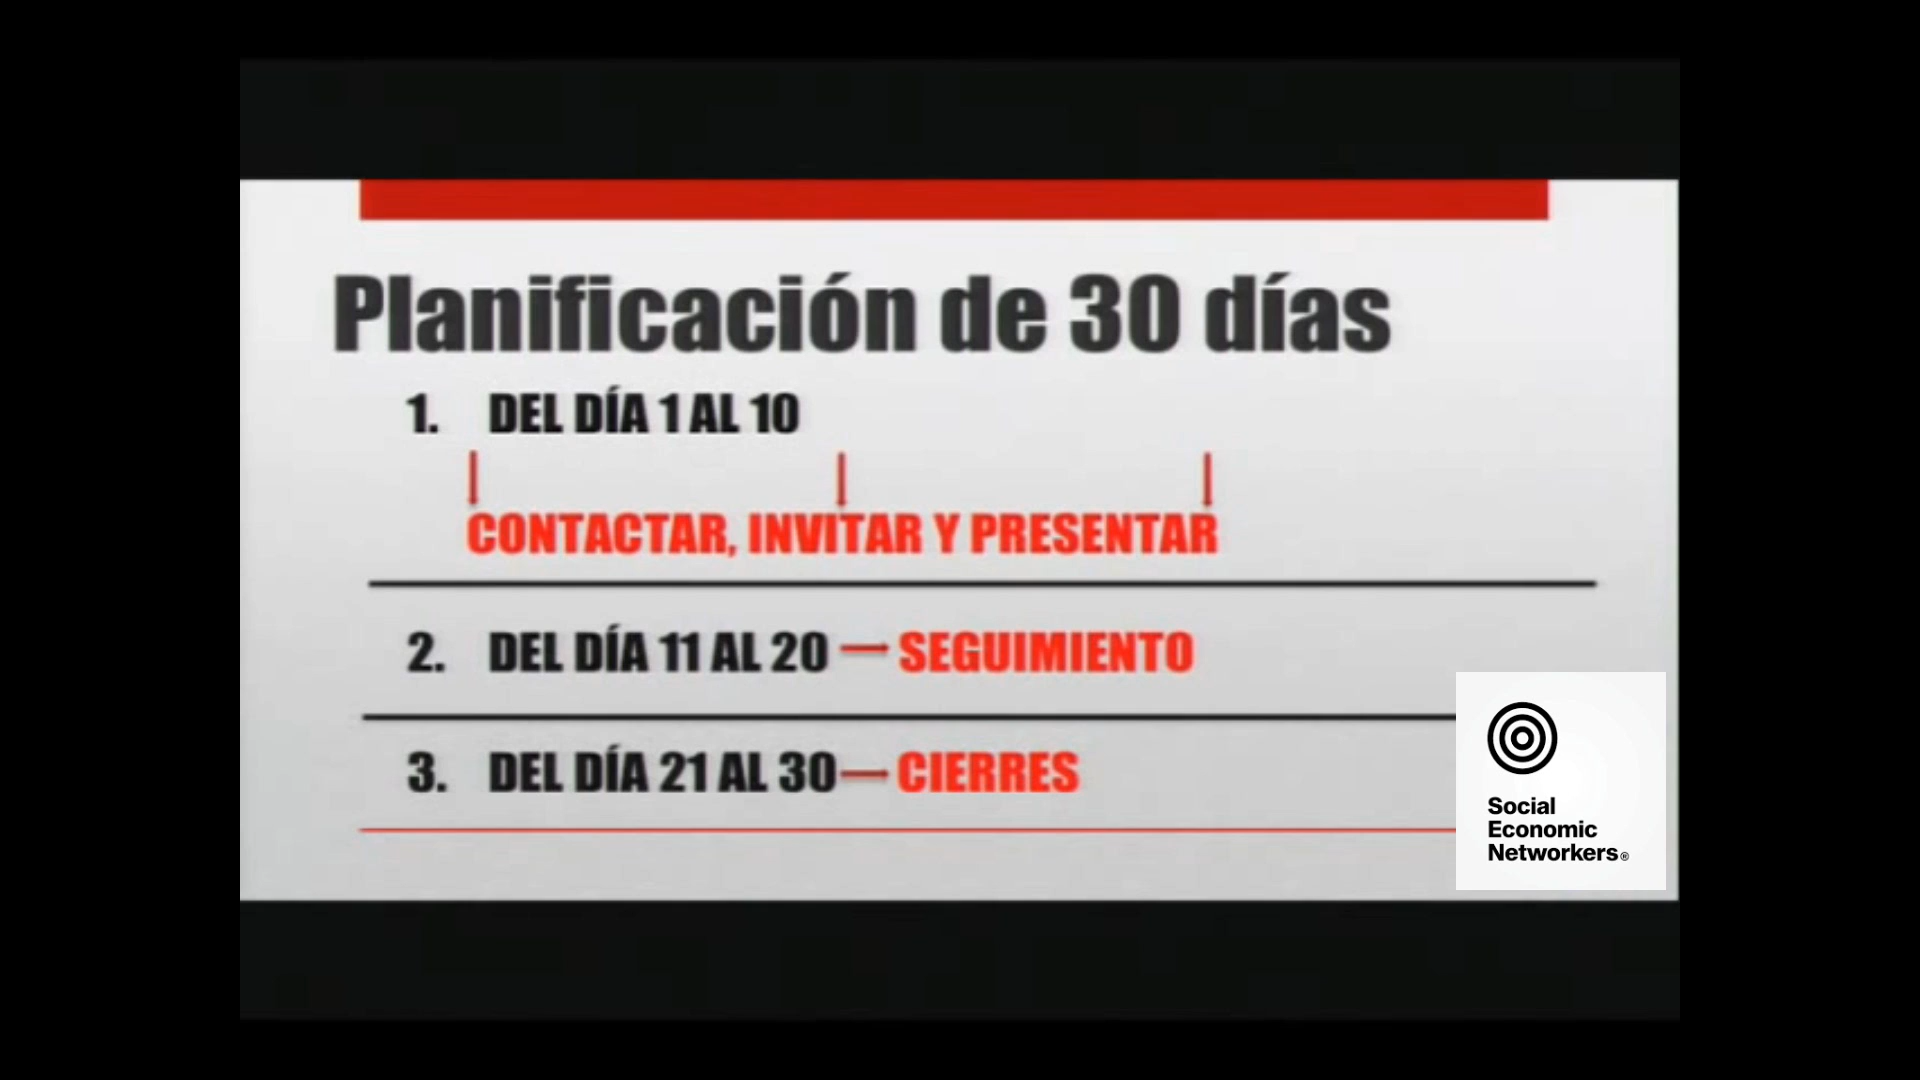 Planificación de 30 días
1. DEL DÍA 1 AL 10
CONTACTAR, INVITAR Y PRESENTAR
2. DEL DÍA 11 AL 20 — SEGUIMIENTO
3. DEL DÍA 21 AL 30 — CIERRES
Social
Economic
Networkers®